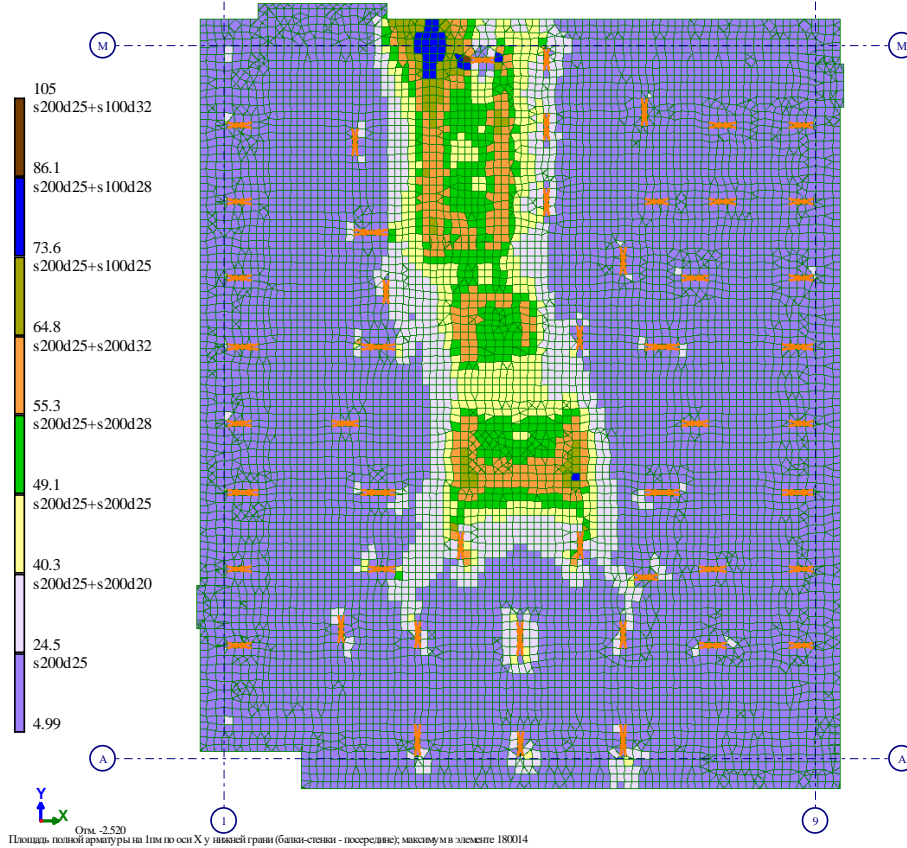 М
М
105
s200d25+s100d32
86.1
s200d25+s100d28
73.6
s200d25+s100d25
64.8
s200d25+s200d32
55.3
s200d25+s200d28
49.1
s200d25+s200d25
40.3
s200d25+s200d20
24.5
s200d25
4.99
А
А
Y
X
1
9
Отм. -2.520
Площадь полной арматуры на 1пм по оси X у нижней грани (балки-стенки - посередине); максимум в элементе 180014